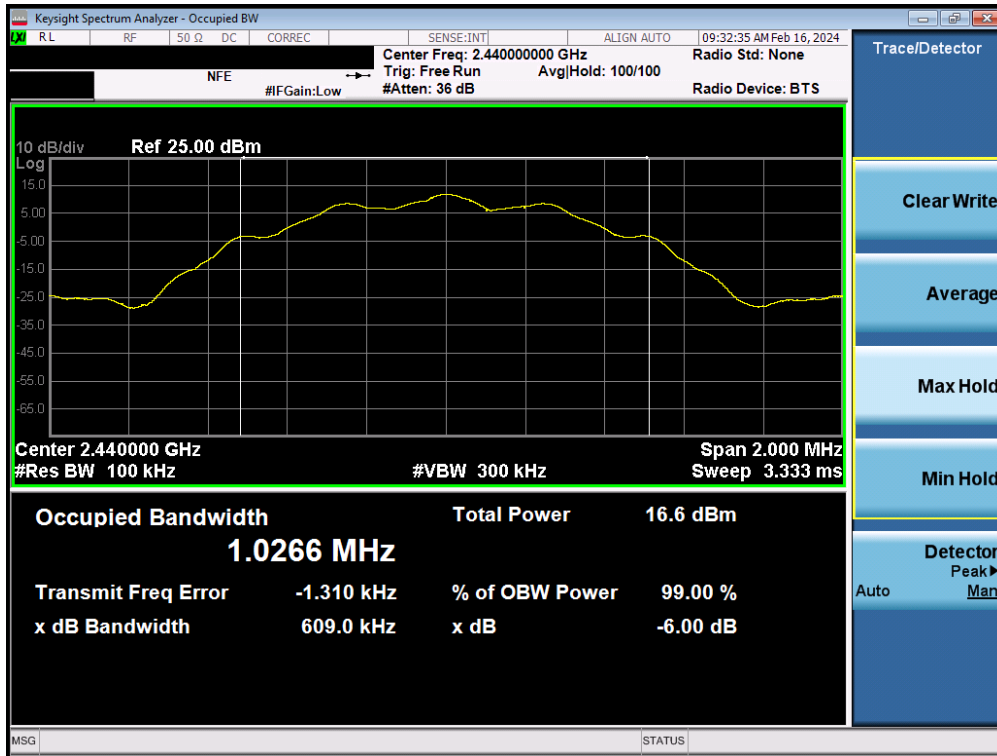 Keysight Spectrum Analyzer - Occupied BW
LXI RL RF 50 Ω DC CORREC SENSE:INT ALIGN AUTO 09:32:35 AM Feb 16, 2024
Center Freq: 2.440000000 GHz Radio Std: None
NFE Trig: Free Run Avg|Hold: 100/100
#IFGain:Low #Atten: 36 dB Radio Device: BTS
Trace/Detector
10 dB/div Ref 25.00 dBm
Log
15.0
5.00
-5.00
-15.0
-25.0
-35.0
-45.0
-55.0
-65.0
Center 2.440000 GHz Span 2.000 MHz
#Res BW 100 kHz #VBW 300 kHz Sweep 3.333 ms
Occupied Bandwidth Total Power 16.6 dBm
1.0266 MHz
Transmit Freq Error -1.310 kHz % of OBW Power 99.00 %
x dB Bandwidth 609.0 kHz x dB -6.00 dB
Clear Write
Average
Max Hold
Min Hold
Detector
Peak▶
Auto Man
MSG STATUS